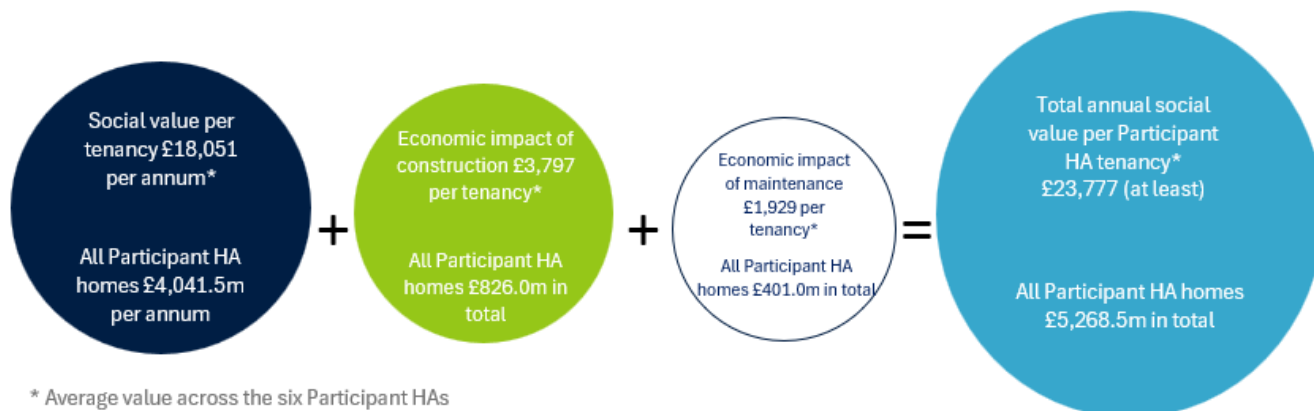 Social value per
tenancy £18,051
per annum*
All Participant HA
homes £4,041.5m
per annum
+
Economic impact of
construction £3,797
per tenancy*
All Participant HA
homes £826.0m in
total
+
Economic impact
of maintenance
£1,929 per
tenancy*
All Participant HA
homes £401.0m in total
=
Total annual social
value per Participant
HA tenancy*
£23,777 (at least)
All Participant HA homes
£5,268.5m in total
* Average value across the six Participant HAs